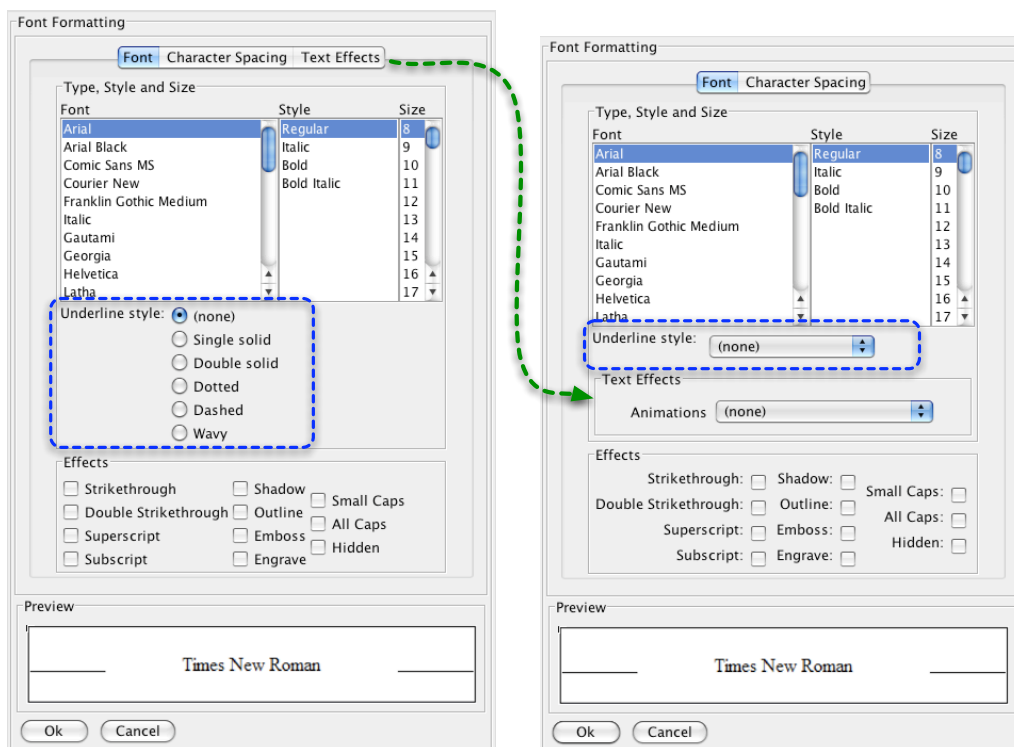 Font Formatting
Font Character Spacing Text Effects
Type, Style and Size
Font Style Size
Arial Regular 8
Arial Black Italic 9
Comic Sans MS Bold 10
Courier New Bold Italic 11
Franklin Gothic Medium 12
Italic 13
Gautami 14
Georgia 15
Helvetica 16
Latha 17
Underline style: (none)
Single solid
Double solid
Dotted
Dashed
Wavy
Effects
Strikethrough Shadow Small Caps
Double Strikethrough Outline All Caps
Superscript Emboss Hidden
Subscript Engrave
Preview
Times New Roman
Ok Cancel
Font Formatting
Font Character Spacing
Type, Style and Size
Font Style Size
Arial Regular 8
Arial Black Italic 9
Comic Sans MS Bold 10
Courier New Bold Italic 11
Franklin Gothic Medium 12
Italic 13
Gautami 14
Georgia 15
Helvetica 16
Latha 17
Underline style: (none)
Text Effects
Animations (none)
Effects
Strikethrough: Shadow: Small Caps:
Double Strikethrough: Outline: All Caps:
Superscript: Emboss: Hidden:
Subscript: Engrave:
Preview
Times New Roman
Ok Cancel